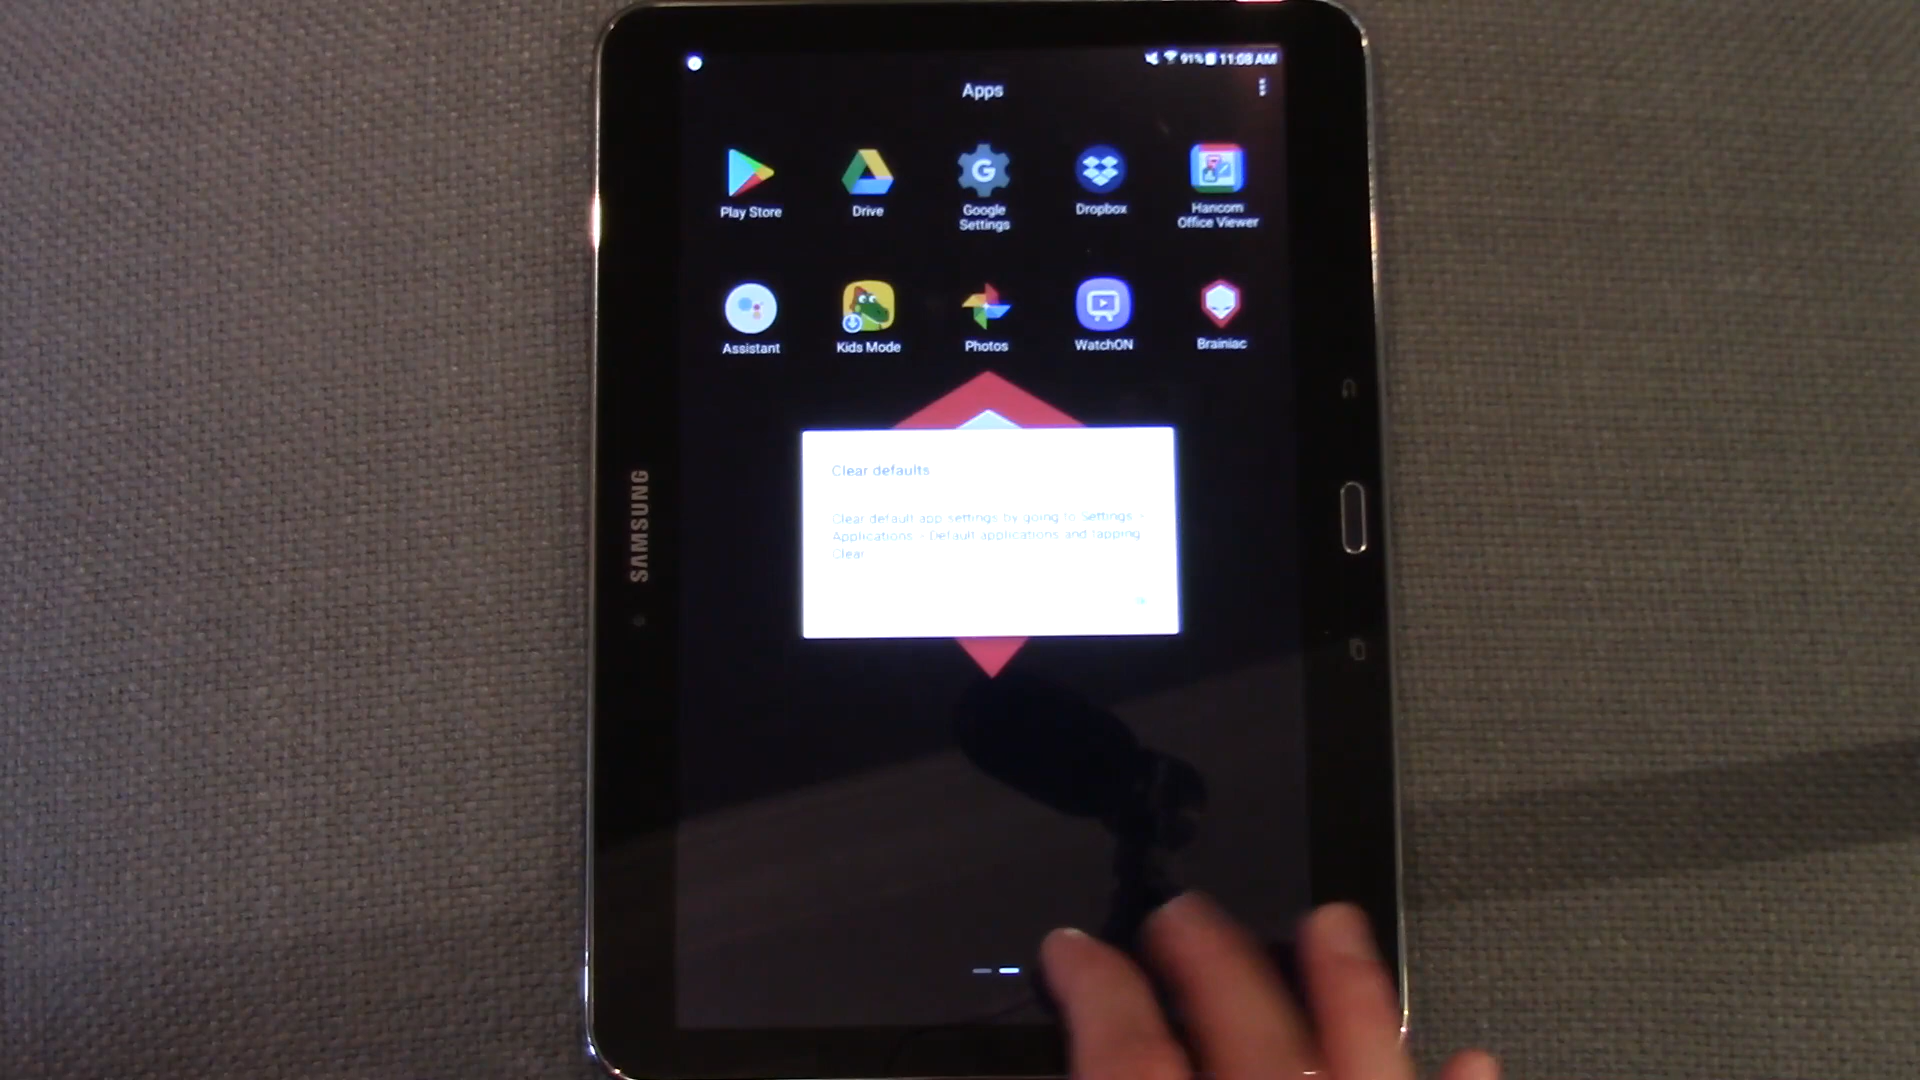 91% 11:08 AM
Apps
Play Store
Drive
Google
Settings
Dropbox
Hancom
Office Viewer
Assistant
Kids Mode
Photos
WatchON
Brainiac
Clear defaults
Clear default app settings by going to Settings -
Applications - Default applications and tapping
Clear
SAMSUNG